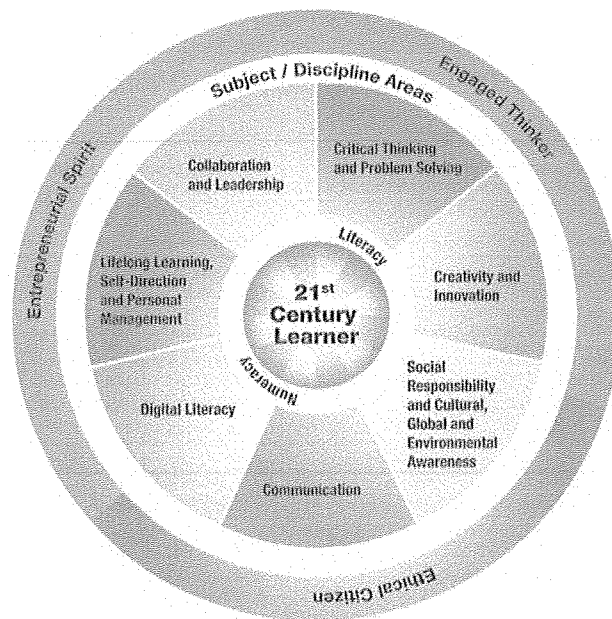 Entrepreneurial Spirit
Engaged Thinker
Ethical Citizen
Subject / Discipline Areas
Collaboration
and Leadership
Critical Thinking
and Problem Solving
Lifelong Learning,
Self-Direction
and Personal
Management
Creativity and
Innovation
Digital Literacy
Social
Responsibility
and Cultural,
Global and
Environmental
Awareness
Communication
Literacy
Numeracy
21st
Century
Learner